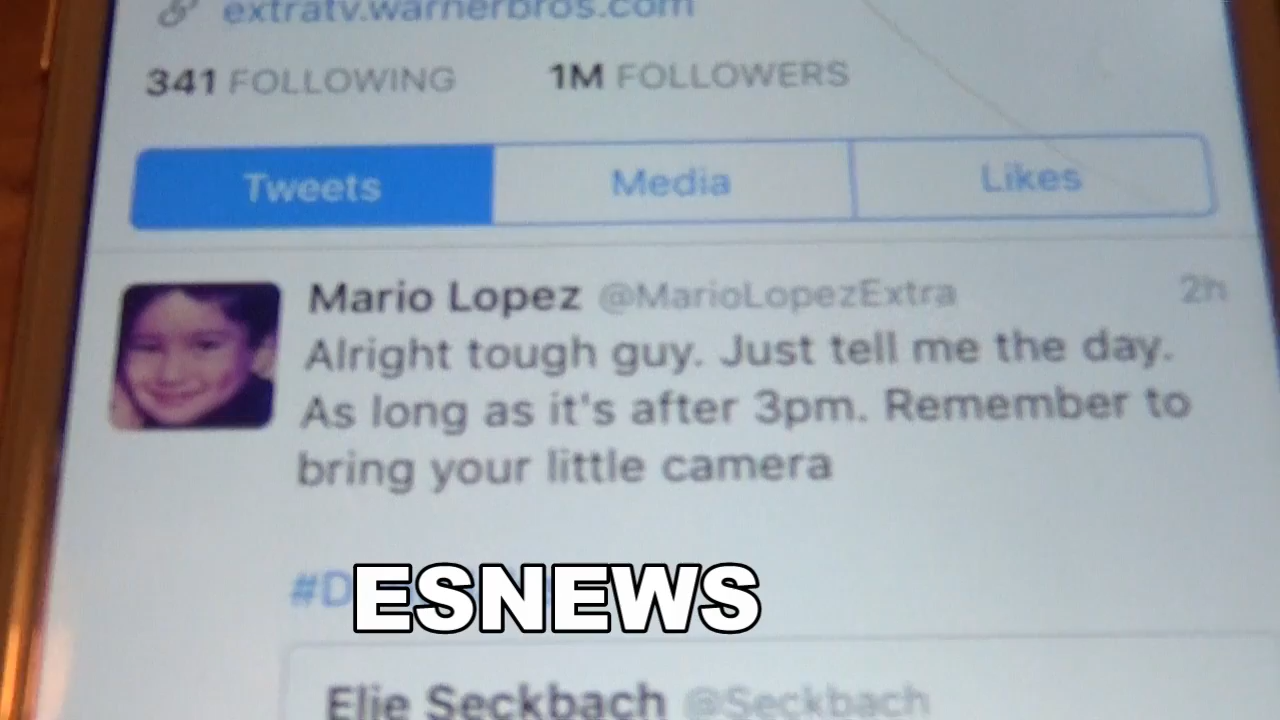 extratv.warnerbros.com
341 FOLLOWING 1M FOLLOWERS
Tweets Media Likes
Mario Lopez @MarioLopezExtra 2h
Alright tough guy. Just tell me the day.
As long as it's after 3pm. Remember to
bring your little camera
#D
ESNEWS
Elie Seckbach @Seckbach